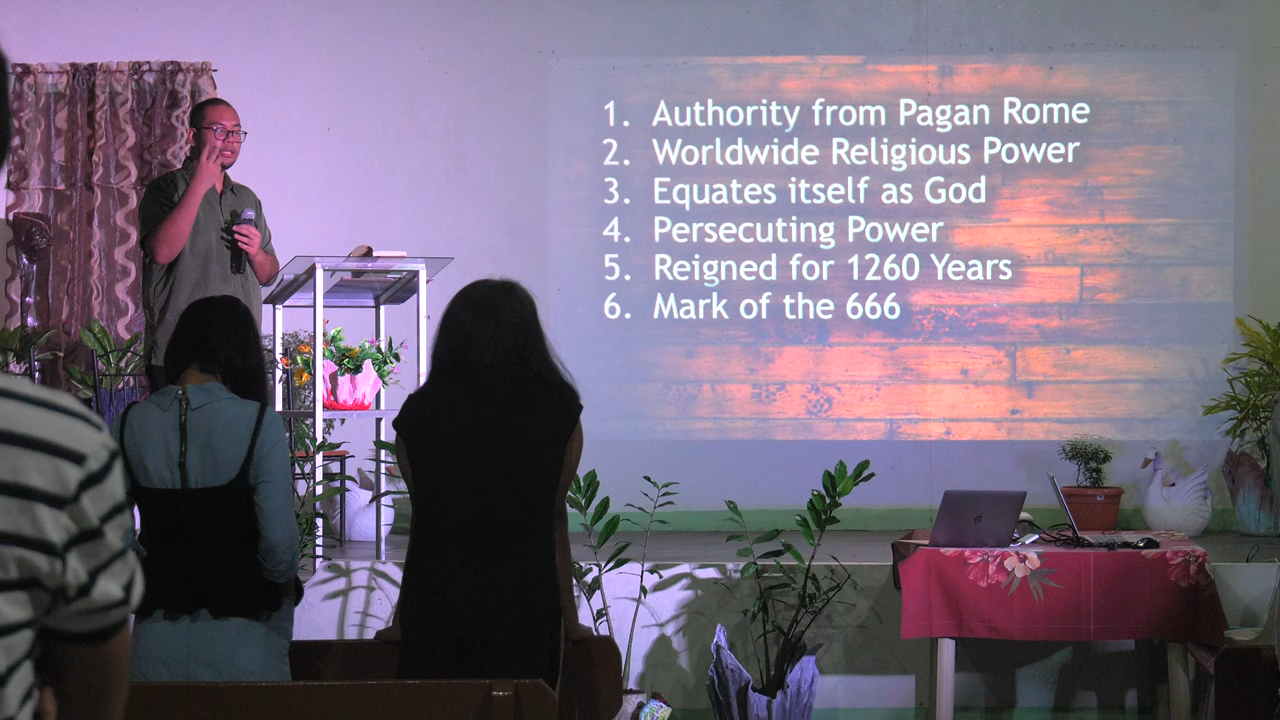 1. Authority from Pagan Rome
2. Worldwide Religious Power
3. Equates itself as God
4. Persecuting Power
5. Reigned for 1260 Years
6. Mark of the 666